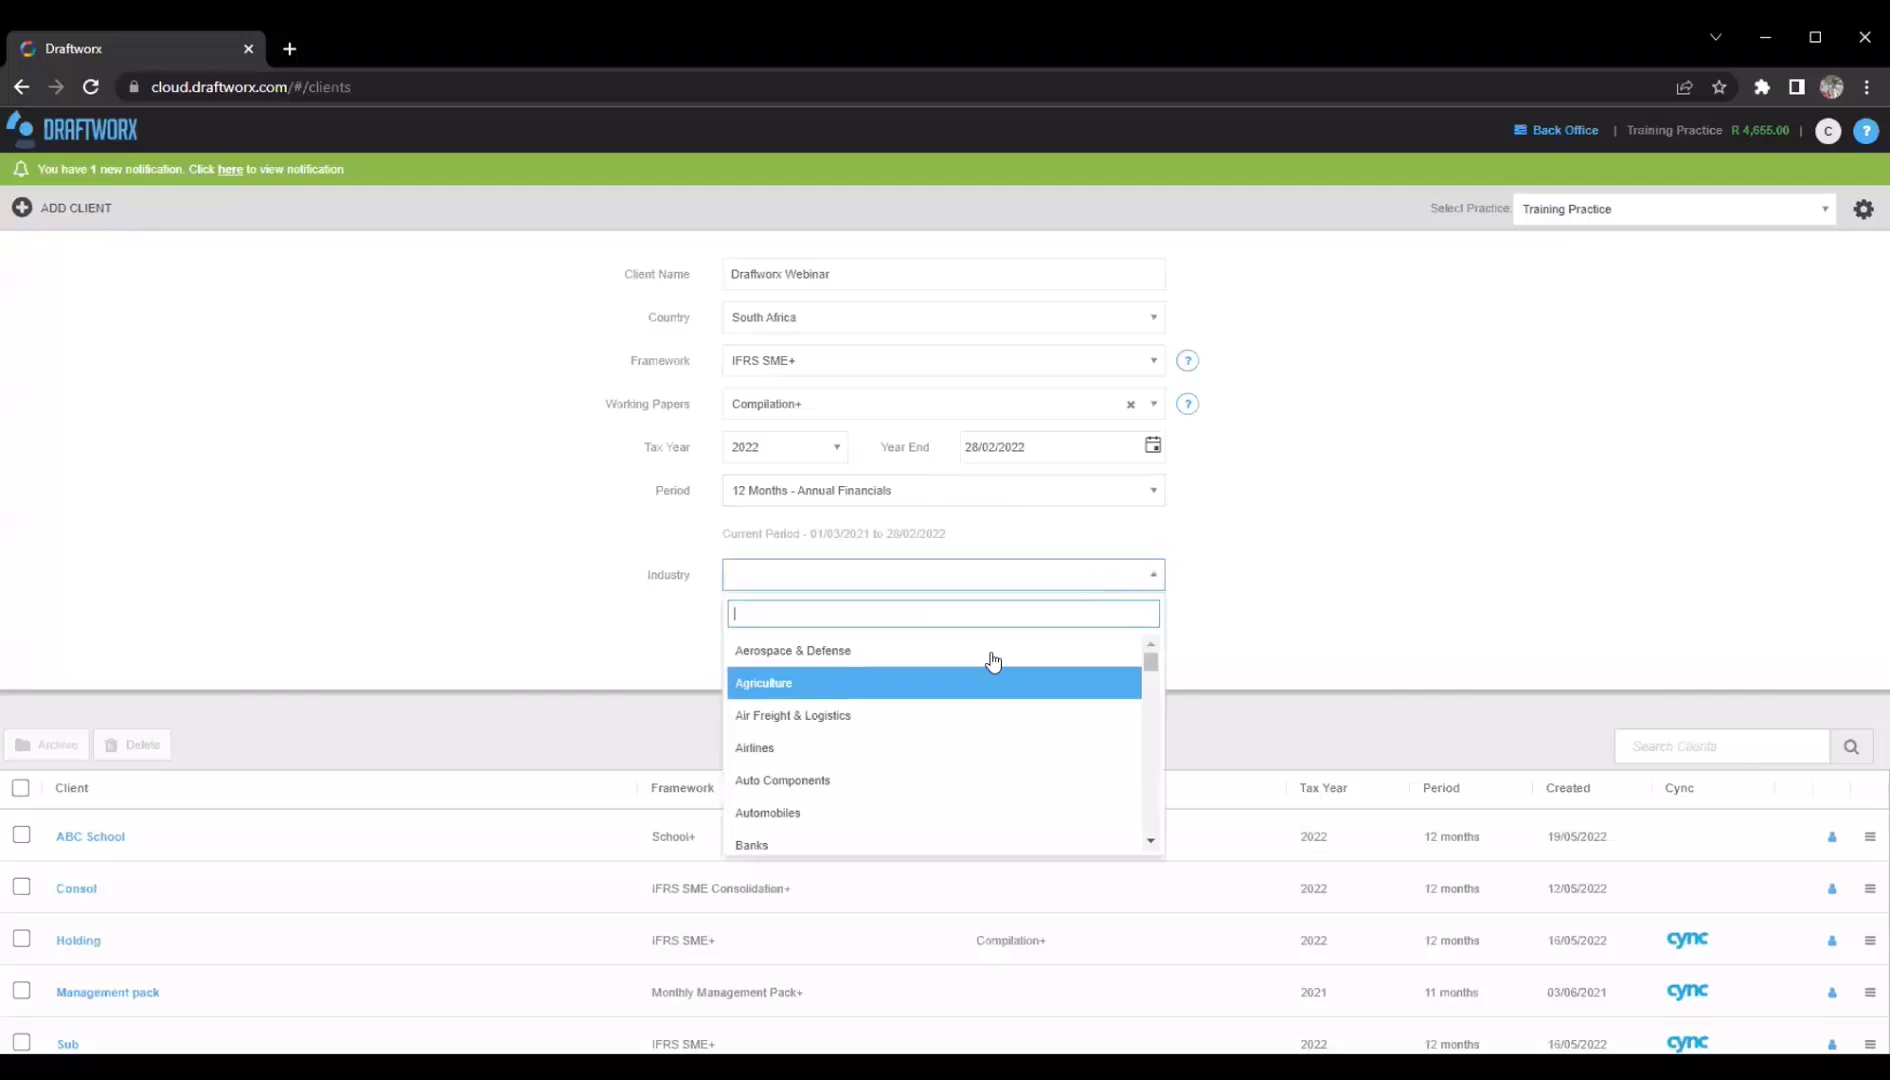 Draftworx
cloud.draftworx.com/#/clients
DRAFTWORX
Back Office | Training Practice R 4,655.00 | C ?
You have 1 new notification. Click here to view notification
ADD CLIENT
Select Practice: Training Practice
Client Name Draftworx Webinar
Country South Africa
Framework IFRS SME+ ?
Working Papers Compilation+ ?
Tax Year 2022 Year End 28/02/2022
Period 12 Months - Annual Financials
Current Period - 01/03/2021 to 28/02/2022
Industry
Aerospace & Defense
Agriculture
Air Freight & Logistics
Airlines
Auto Components
Automobiles
Banks
Archive Delete Search Clients
Client Framework Tax Year Period Created Cync
ABC School School+ 2022 12 months 19/05/2022
Consol IFRS SME Consolidation+ 2022 12 months 12/05/2022
Holding IFRS SME+ Compilation+ 2022 12 months 16/05/2022 cync
Management pack Monthly Management Pack+ 2021 11 months 03/06/2021 cync
Sub IFRS SME+ 2022 12 months 16/05/2022 cync